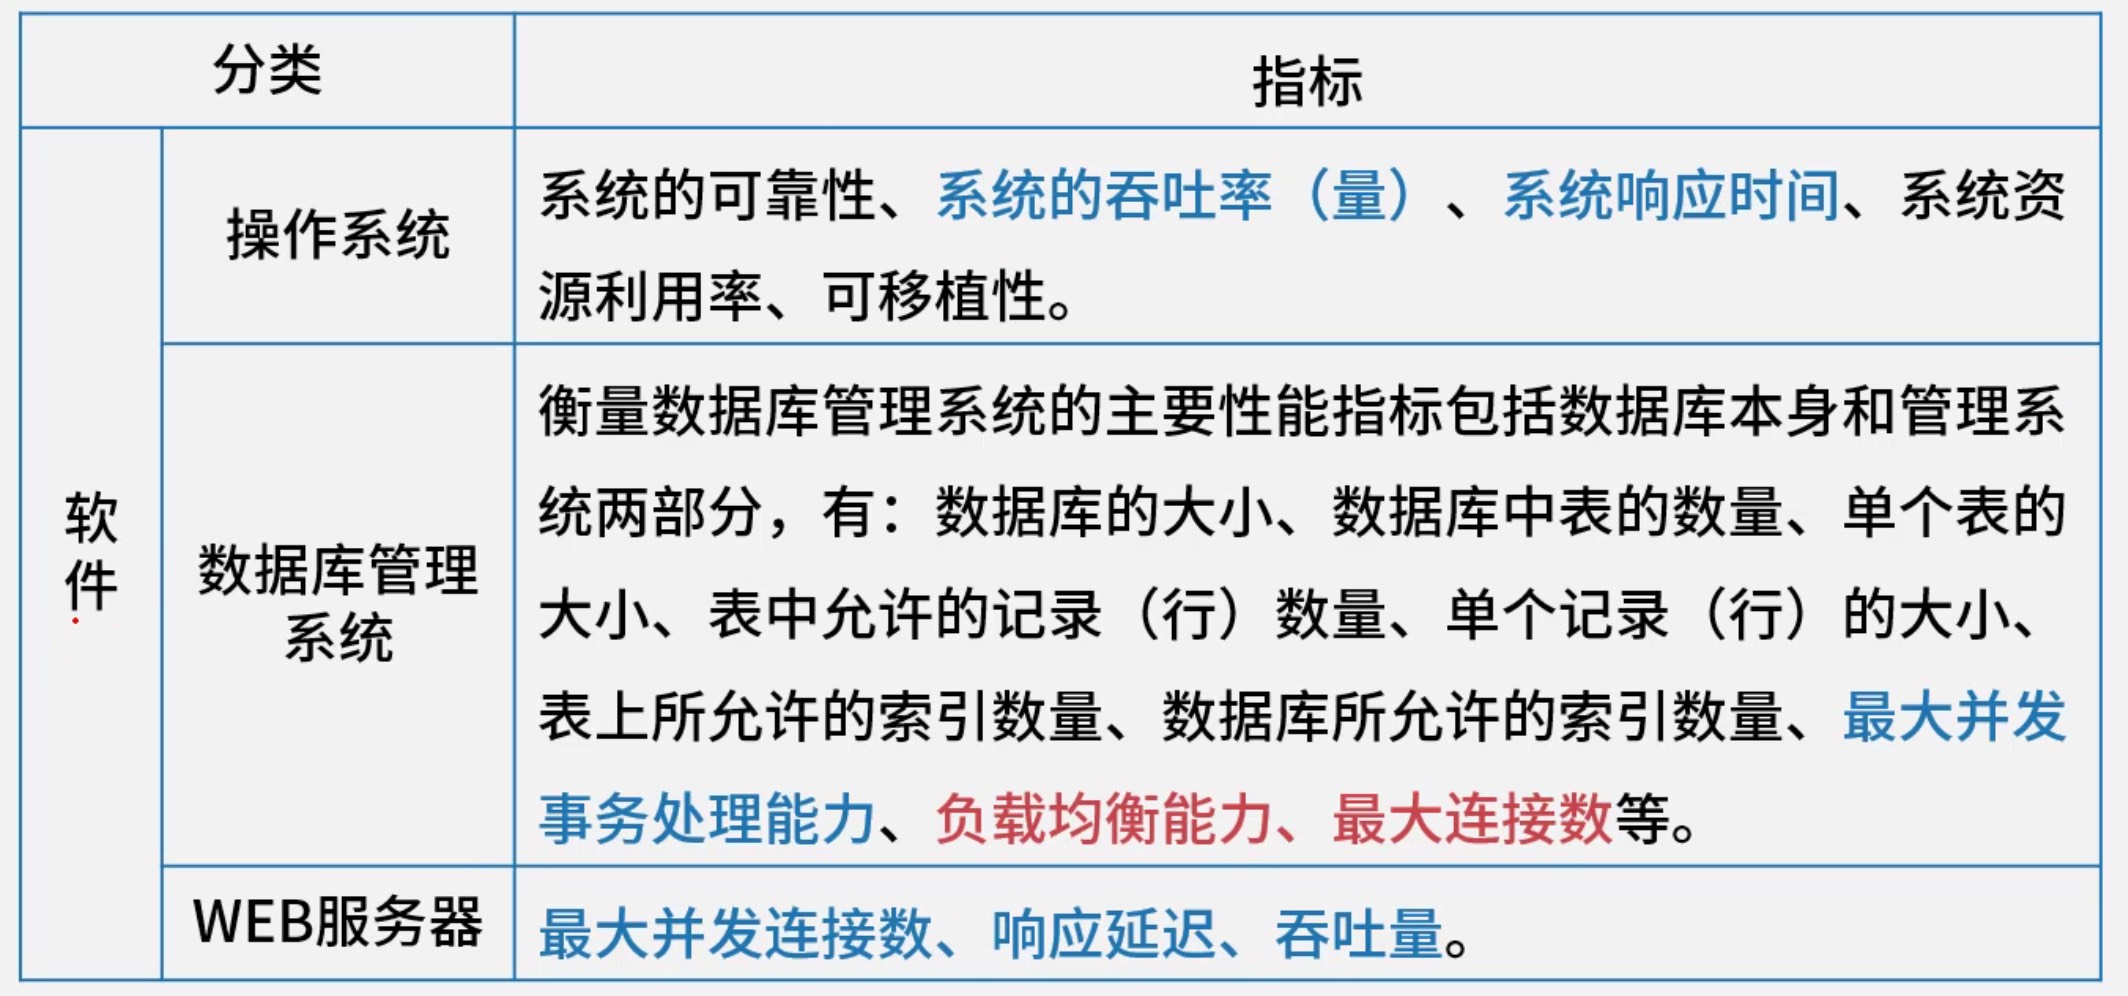 分类
指标
软
件
操作系统
系统的可靠性、系统的吞吐率（量）、系统响应时间、系统资
源利用率、可移植性。
数据库管理
系统
衡量数据库管理系统的主要性能指标包括数据库本身和管理系
统两部分，有：数据库的大小、数据库中表的数量、单个表的
大小、表中允许的记录（行）数量、单个记录（行）的大小、
表上所允许的索引数量、数据库所允许的索引数量、最大并发
事务处理能力、负载均衡能力、最大连接数等。
WEB服务器
最大并发连接数、响应延迟、吞吐量。